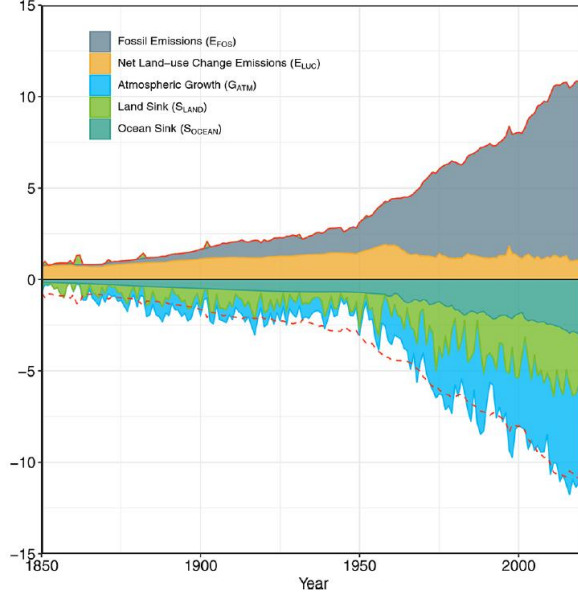 15
Fossil Emissions (EFOS)
Net Land-use Change Emissions (ELUC)
Atmospheric Growth (GATM)
Land Sink (SLAND)
Ocean Sink (SOCEAN)
10
5
0
−5
−10
−15
1850 1900 1950 2000
Year